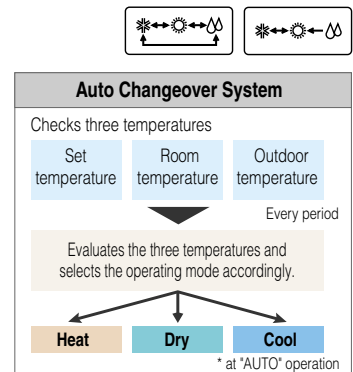 Auto Changeover System
Checks three temperatures
Set
temperature
Room
temperature
Outdoor
temperature
Every period
Evaluates the three temperatures and
selects the operating mode accordingly.
Heat
Dry
Cool
* at "AUTO" operation